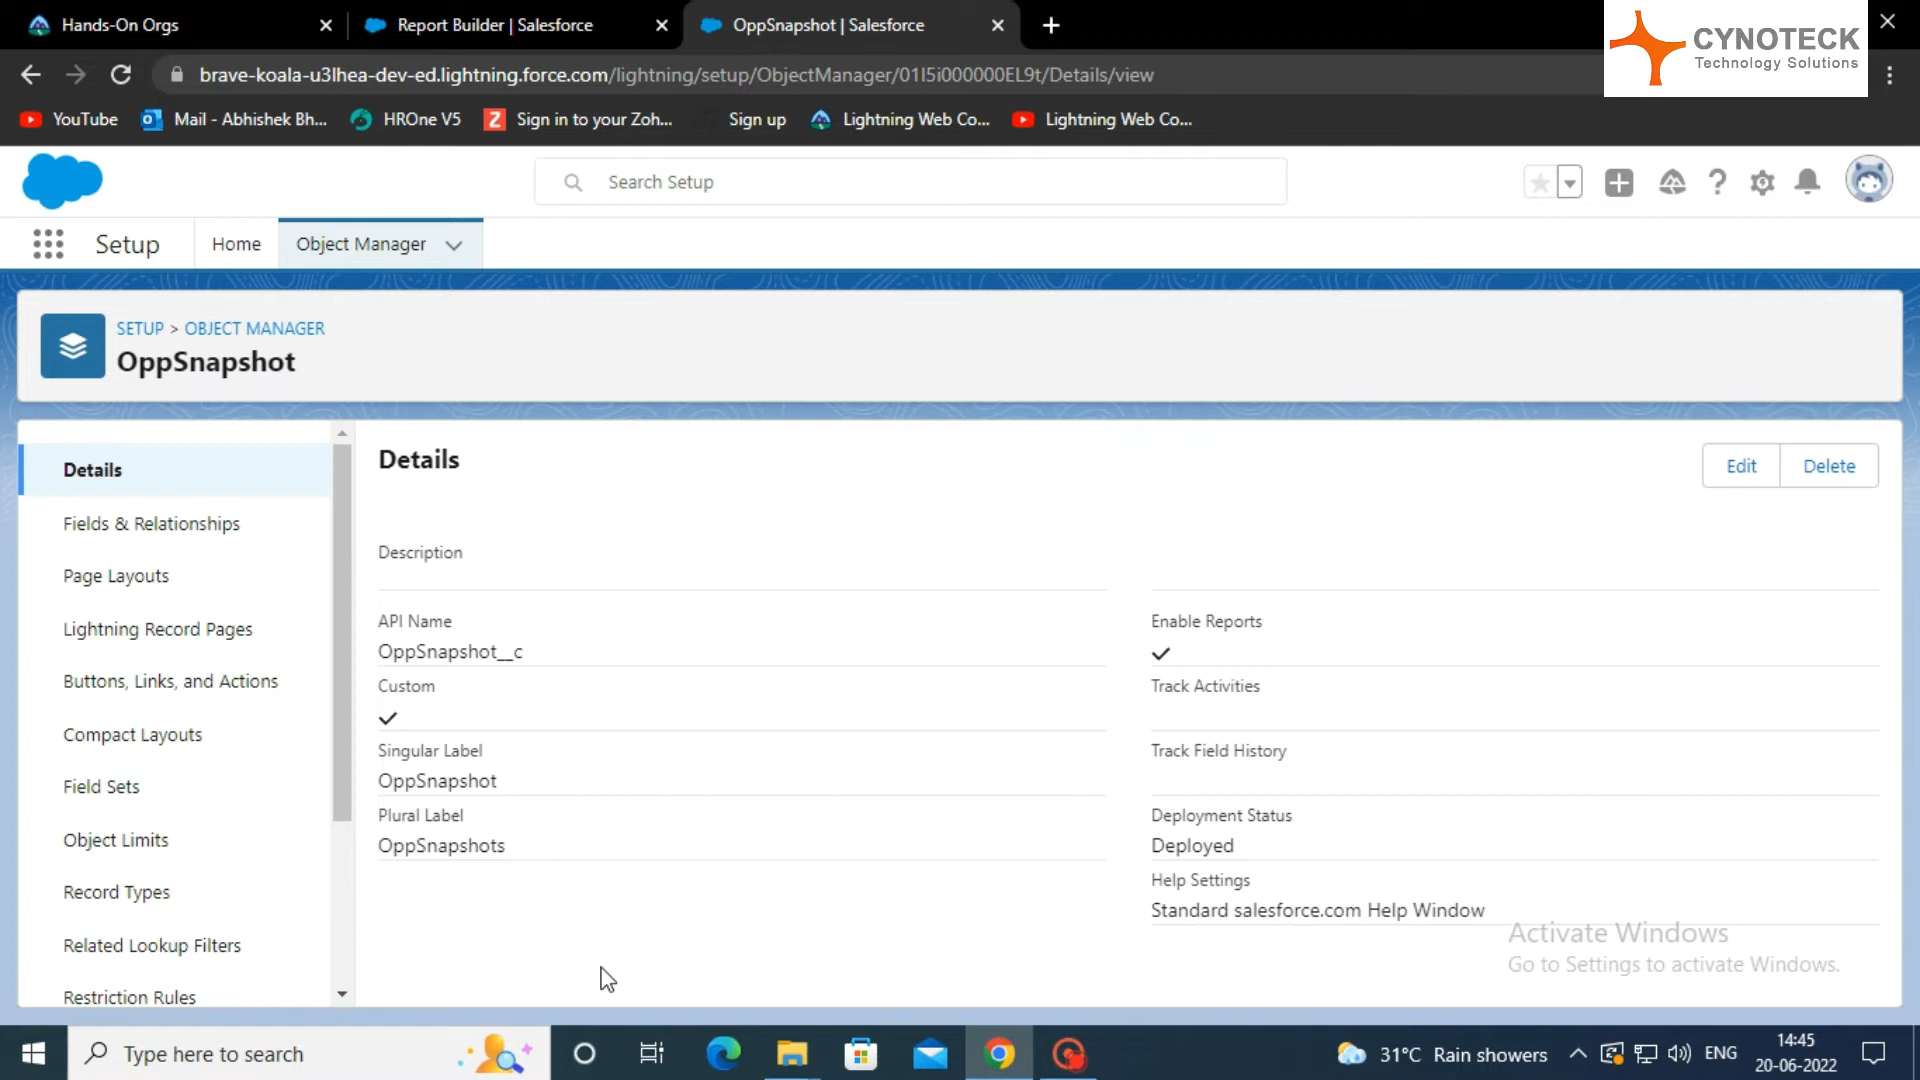 Hands-On Orgs
Report Builder | Salesforce
OppSnapshot | Salesforce
CYNOTECK
Technology Solutions
brave-koala-u3lhea-dev-ed.lightning.force.com/lightning/setup/ObjectManager/01I5i000000EL9t/Details/view
YouTube
Mail - Abhishek Bh...
HROne V5
Sign in to your Zoh...
Sign up
Lightning Web Co...
Lightning Web Co...
Search Setup
Setup
Home
Object Manager
SETUP > OBJECT MANAGER
OppSnapshot
Details
Fields & Relationships
Page Layouts
Lightning Record Pages
Buttons, Links, and Actions
Compact Layouts
Field Sets
Object Limits
Record Types
Related Lookup Filters
Restriction Rules
Details
Edit
Delete
Description
API Name
OppSnapshot__c
Custom
Singular Label
OppSnapshot
Plural Label
OppSnapshots
Enable Reports
Track Activities
Track Field History
Deployment Status
Deployed
Help Settings
Standard salesforce.com Help Window
Activate Windows
Go to Settings to activate Windows.
Type here to search
31°C Rain showers
ENG
14:45
20-06-2022